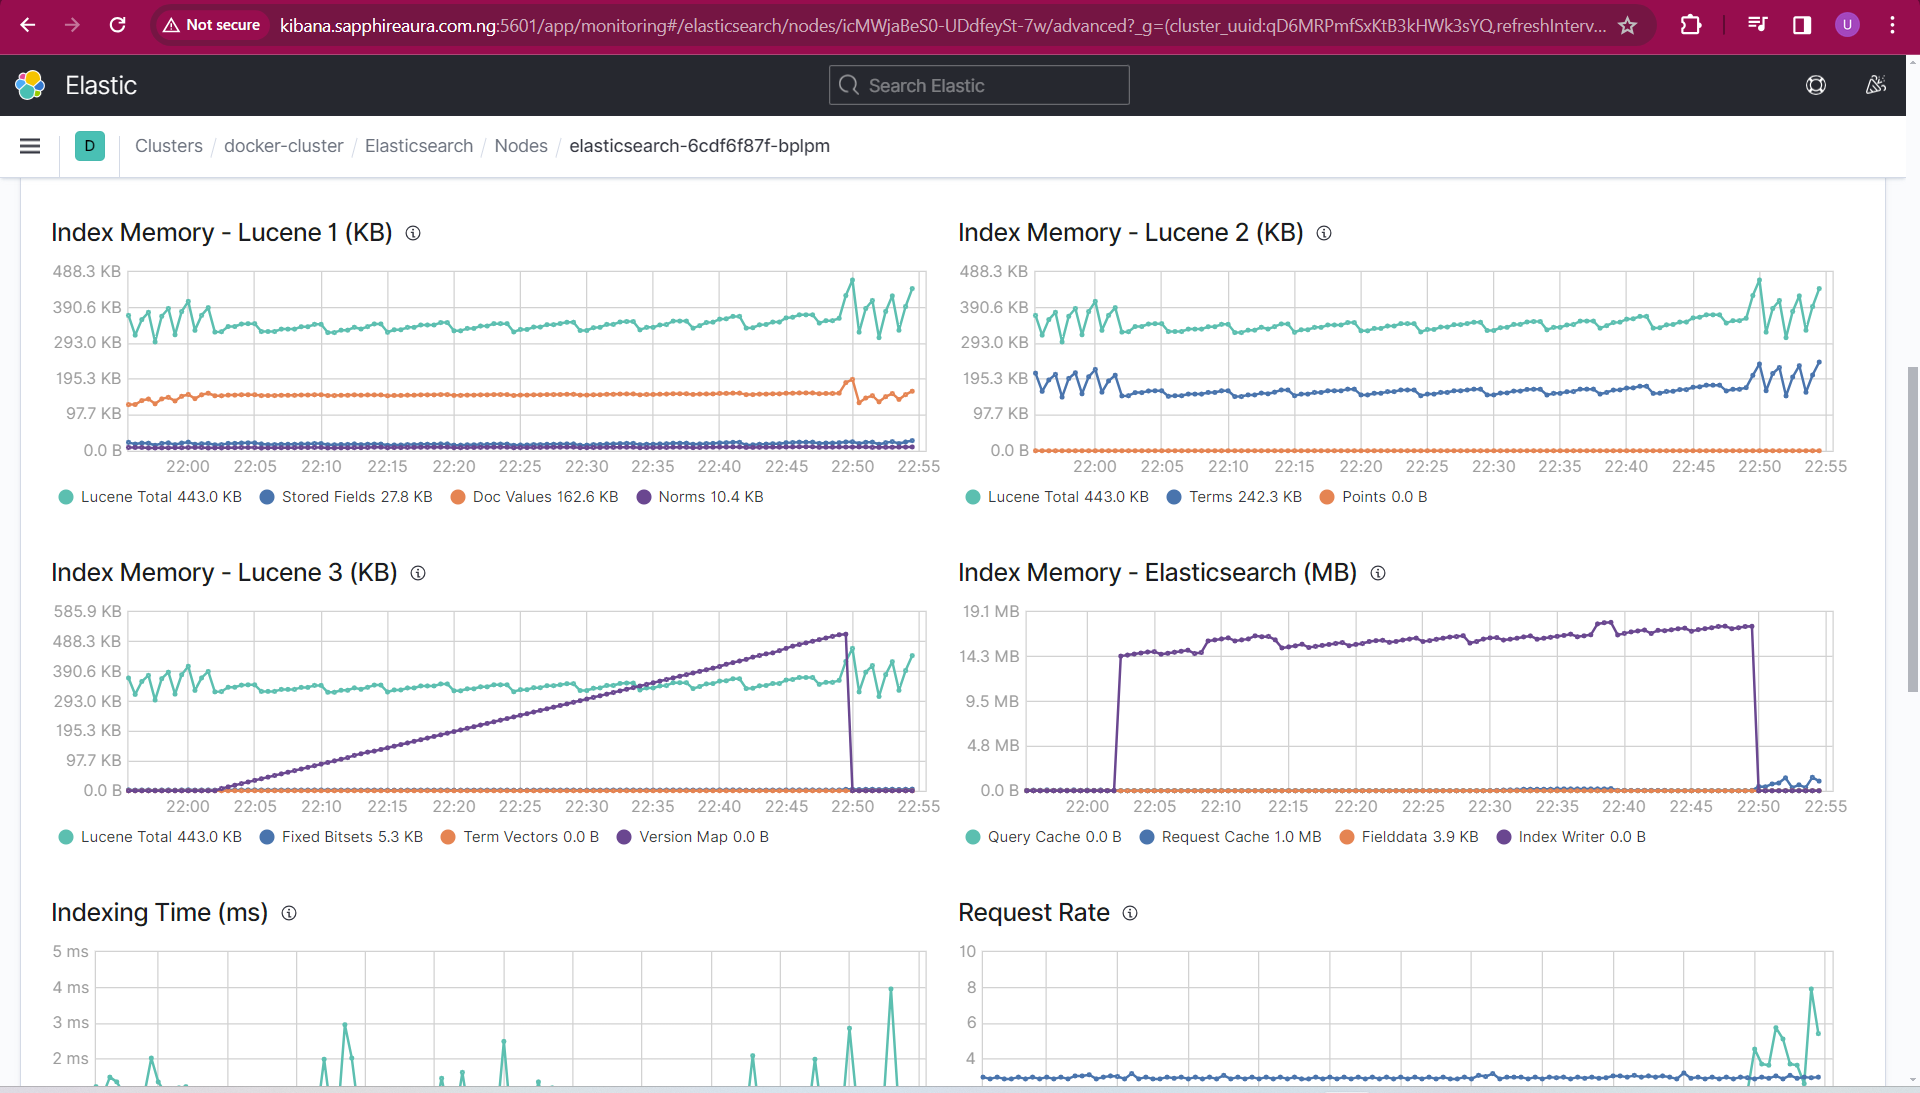 Not secure kibana.sapphireaura.com.ng:5601/app/monitoring#/elasticsearch/nodes/icMWjaBeS0-UDdfeySt-7w/advanced?_g=(cluster_uuid:qD6MRPmfSxKtB3kHWk3sYQ,refreshInterv... U
Elastic Search Elastic
D Clusters / docker-cluster / Elasticsearch / Nodes / elasticsearch-6cdf6f87f-bplpm
Index Memory - Lucene 1 (KB)
488.3 KB
390.6 KB
293.0 KB
195.3 KB
97.7 KB
0.0 B
22:00 22:05 22:10 22:15 22:20 22:25 22:30 22:35 22:40 22:45 22:50 22:55
Lucene Total 443.0 KB Stored Fields 27.8 KB Doc Values 162.6 KB Norms 10.4 KB
Index Memory - Lucene 2 (KB)
488.3 KB
390.6 KB
293.0 KB
195.3 KB
97.7 KB
0.0 B
22:00 22:05 22:10 22:15 22:20 22:25 22:30 22:35 22:40 22:45 22:50 22:55
Lucene Total 443.0 KB Terms 242.3 KB Points 0.0 B
Index Memory - Lucene 3 (KB)
585.9 KB
488.3 KB
390.6 KB
293.0 KB
195.3 KB
97.7 KB
0.0 B
22:00 22:05 22:10 22:15 22:20 22:25 22:30 22:35 22:40 22:45 22:50 22:55
Lucene Total 443.0 KB Fixed Bitsets 5.3 KB Term Vectors 0.0 B Version Map 0.0 B
Index Memory - Elasticsearch (MB)
19.1 MB
14.3 MB
9.5 MB
4.8 MB
0.0 B
22:00 22:05 22:10 22:15 22:20 22:25 22:30 22:35 22:40 22:45 22:50 22:55
Query Cache 0.0 B Request Cache 1.0 MB Fielddata 3.9 KB Index Writer 0.0 B
Indexing Time (ms)
5 ms
4 ms
3 ms
2 ms
Request Rate
10
8
6
4